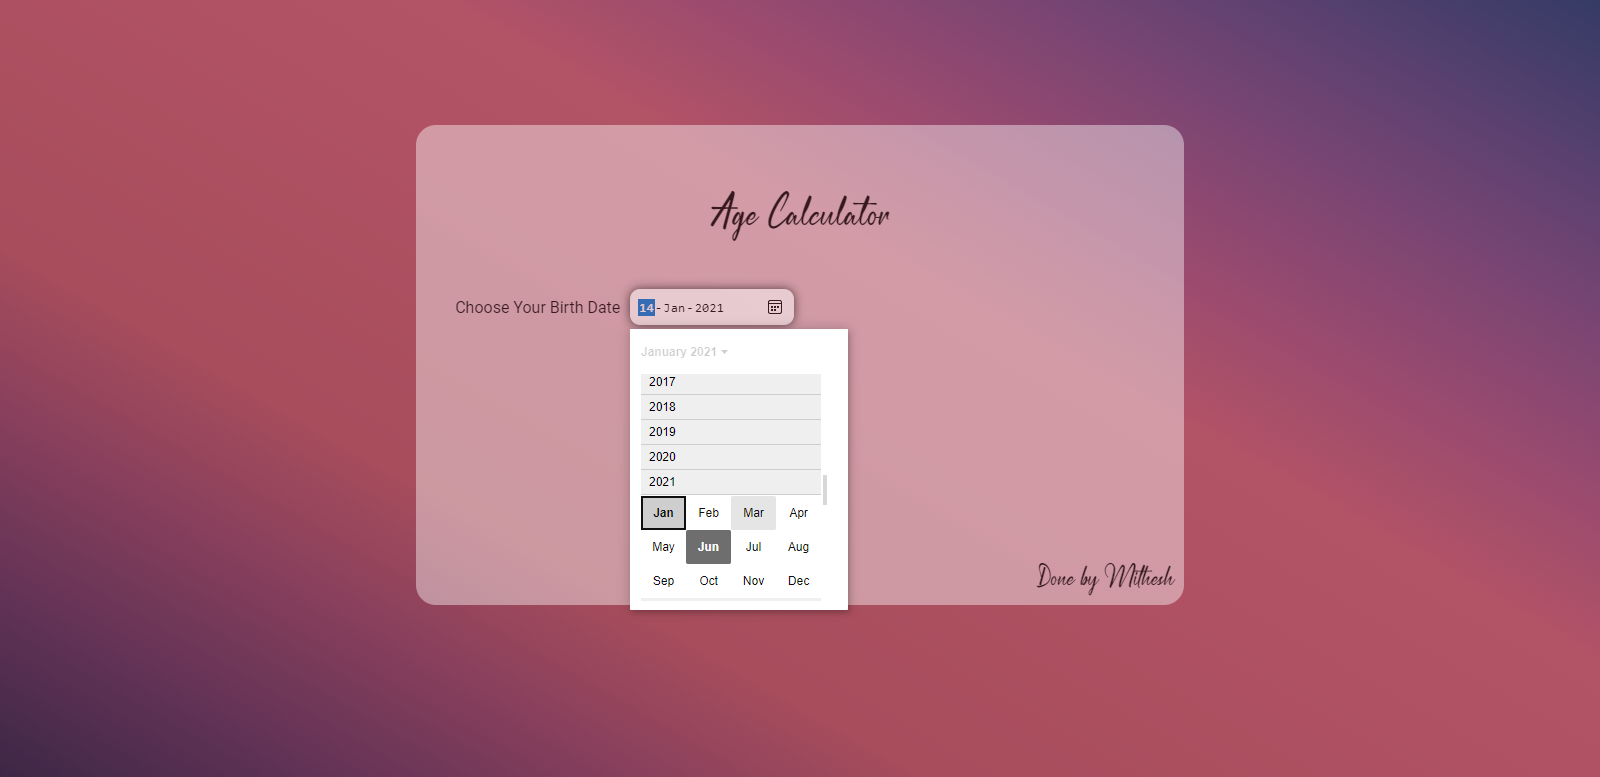 Age Calculator
Choose Your Birth Date 14-Jan-2021
January 2021
2017
2018
2019
2020
2021
Jan Feb Mar Apr
May Jun Jul Aug
Sep Oct Nov Dec
Done by Mithesh